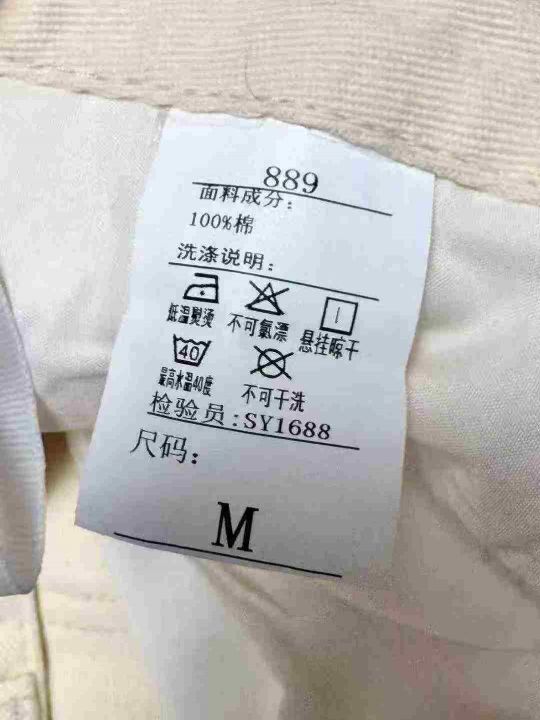 889
面料成分:
100%棉
洗涤说明:
低温熨烫 不可氯漂 悬挂晾干
40
最高水温40度 不可干洗
检验员:SY1688
尺码:
M